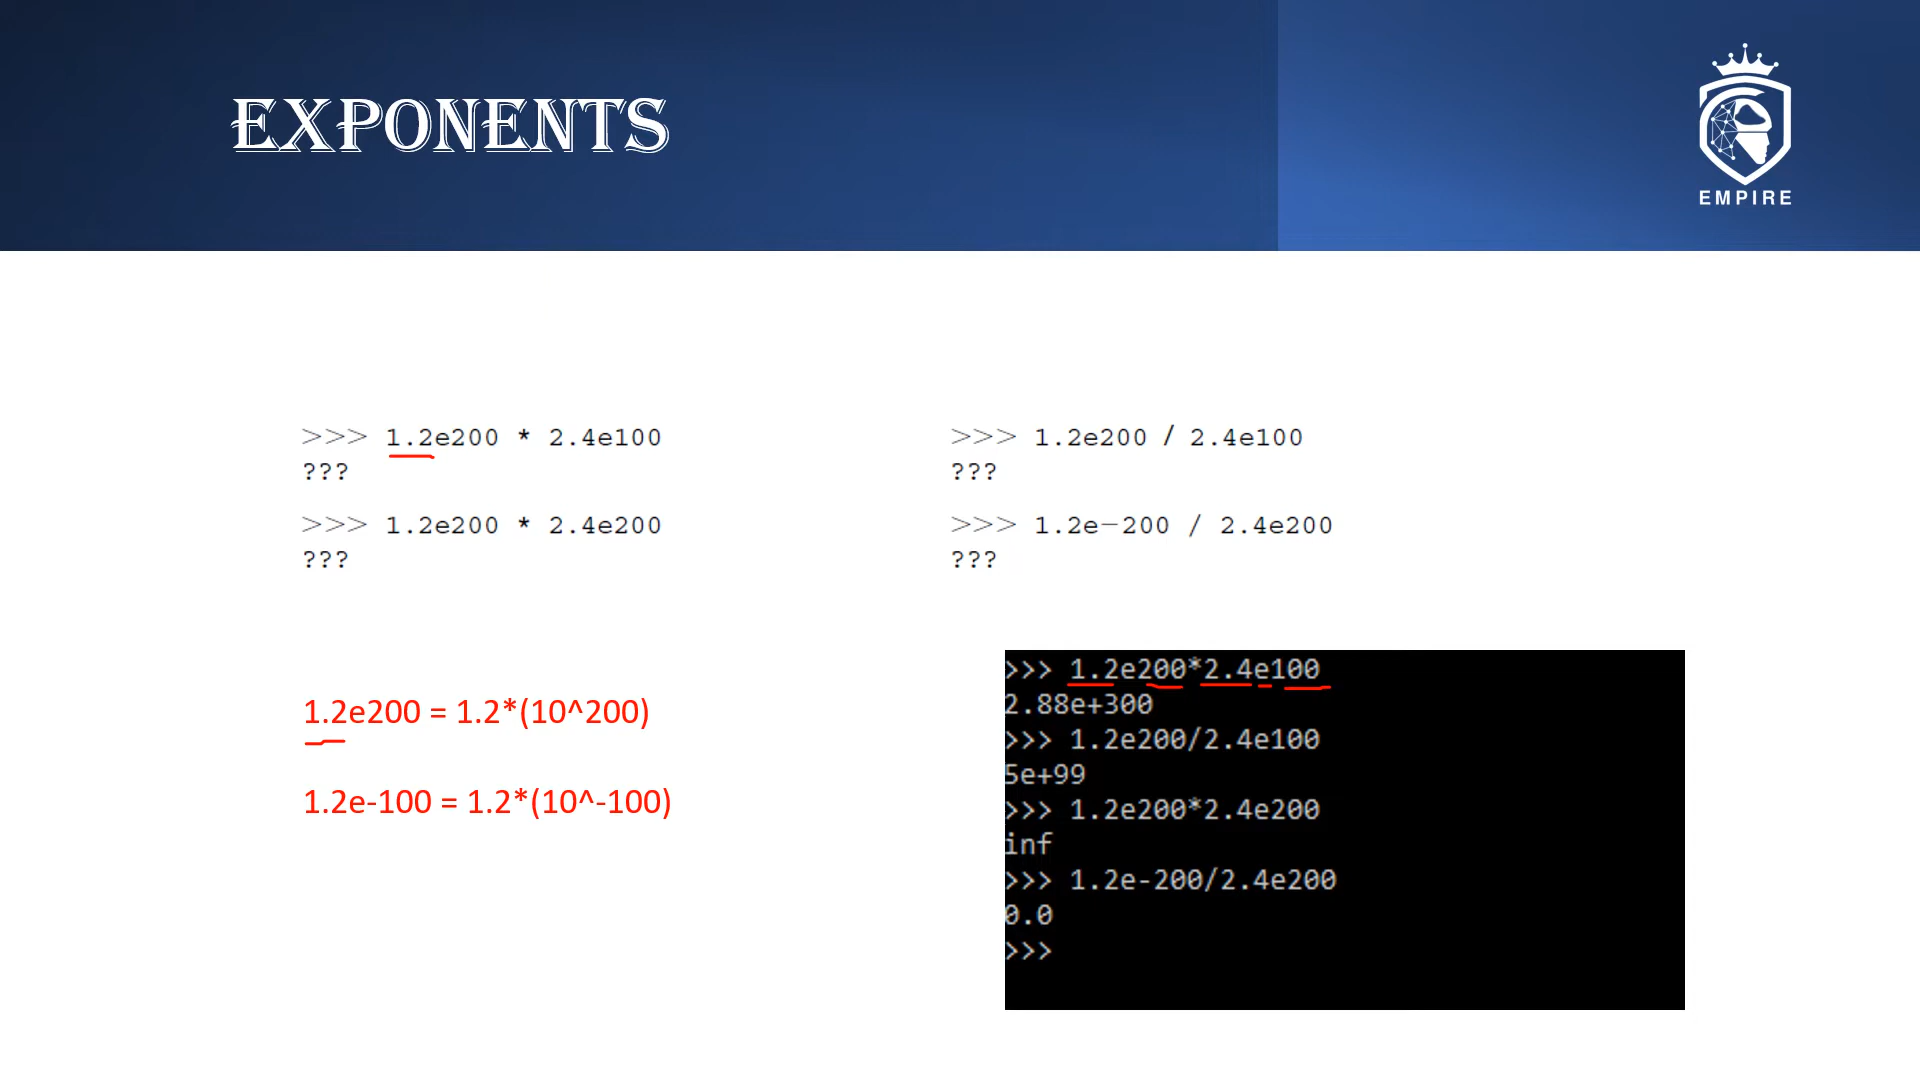 EXPONENTS
EMPIRE
>>> 1.2e200 * 2.4e100
???
>>> 1.2e200 * 2.4e200
???
>>> 1.2e200 / 2.4e100
???
>>> 1.2e−200 / 2.4e200
???
1.2e200 = 1.2*(10^200)
1.2e-100 = 1.2*(10^-100)
>>> 1.2e200*2.4e100
2.88e+300
>>> 1.2e200/2.4e100
5e+99
>>> 1.2e200*2.4e200
inf
>>> 1.2e-200/2.4e200
0.0
>>>